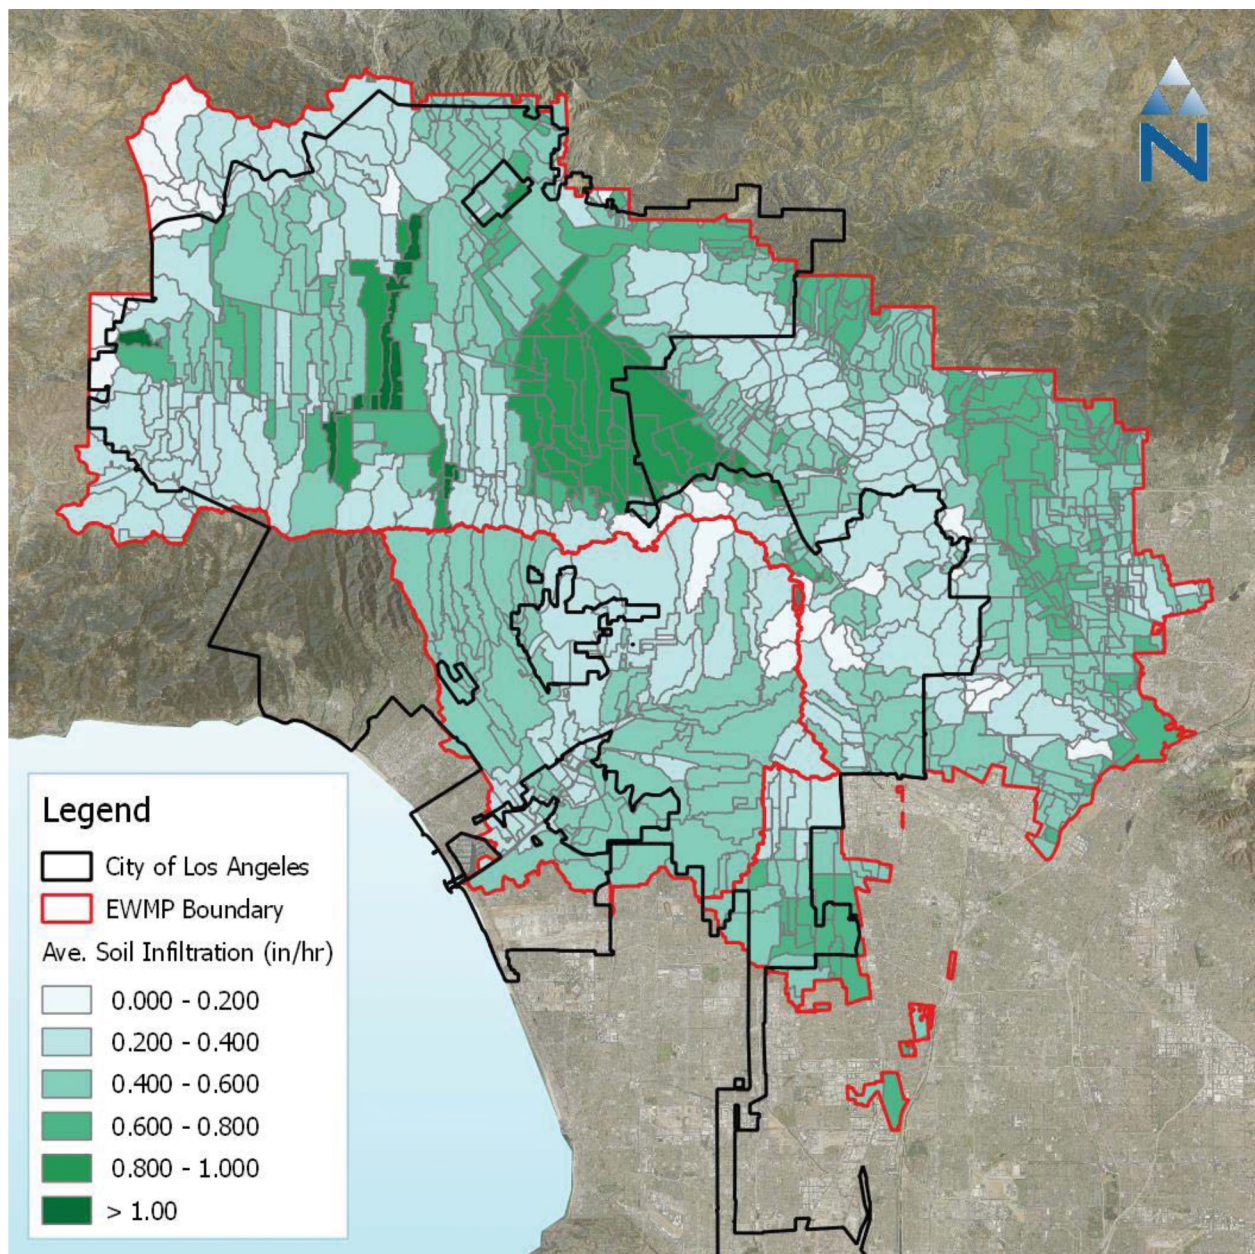 N
Legend
City of Los Angeles
EWMP Boundary
Ave. Soil Infiltration (in/hr)
0.000 - 0.200
0.200 - 0.400
0.400 - 0.600
0.600 - 0.800
0.800 - 1.000
> 1.00